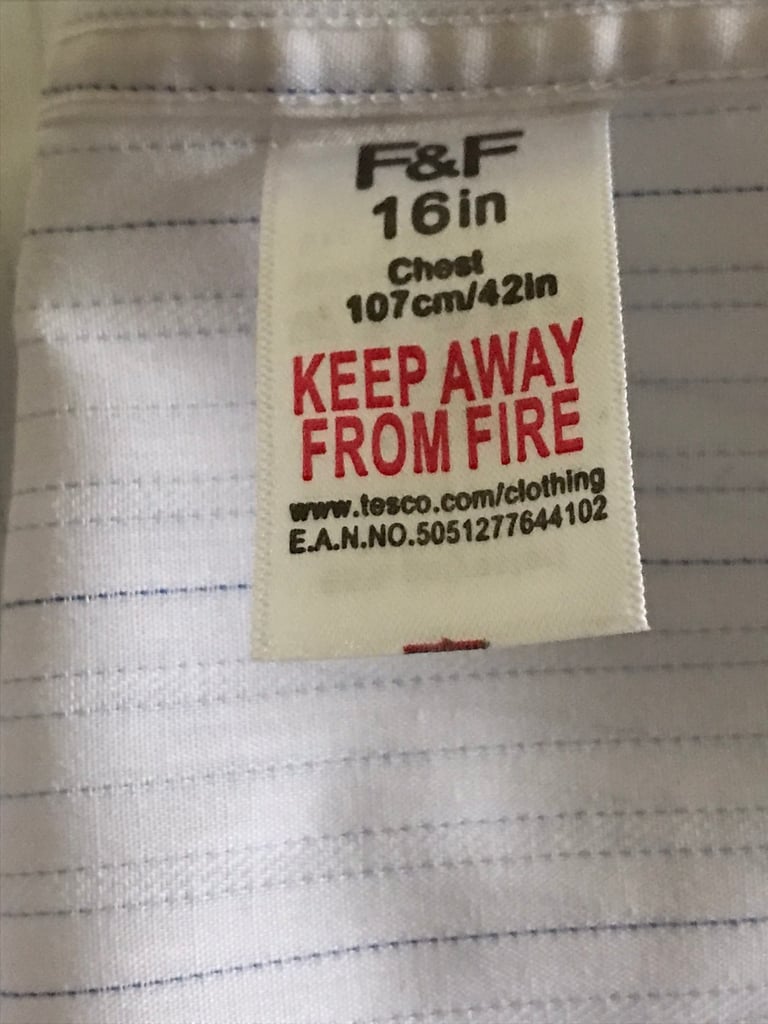 F&F
16in
Chest
107cm/42in
KEEP AWAY
FROM FIRE
www.tesco.com/clothing
E.A.N.NO.5051277644102